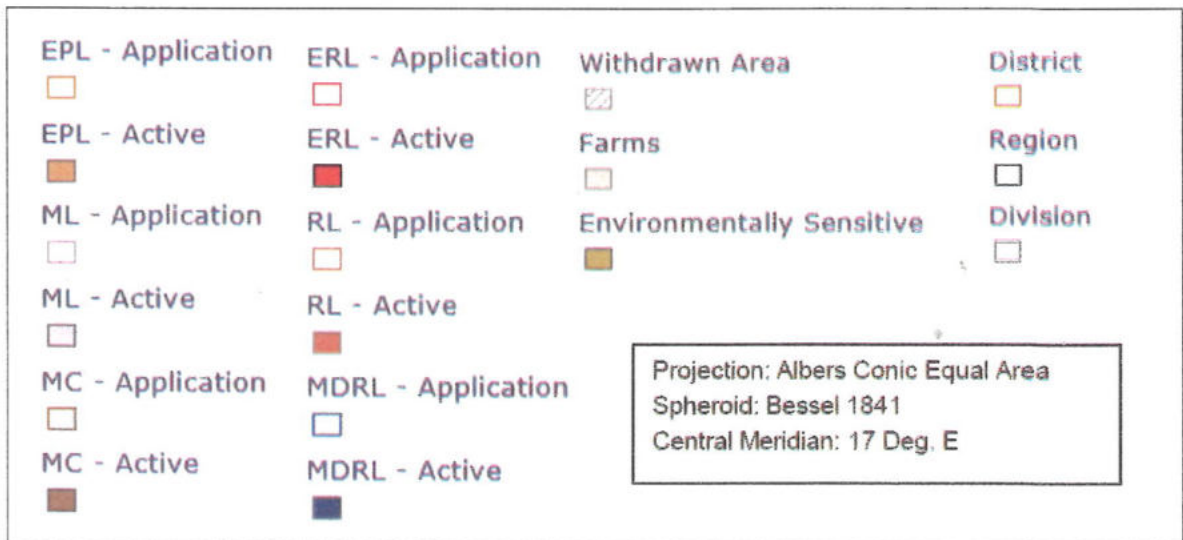 EPL - Application
EPL - Active
ML - Application
ML - Active
MC - Application
MC - Active
ERL - Application
ERL - Active
RL - Application
RL - Active
MDRL - Application
MDRL - Active
Withdrawn Area
Farms
Environmentally Sensitive
District
Region
Division
Projection: Albers Conic Equal Area
Spheroid: Bessel 1841
Central Meridian: 17 Deg. E